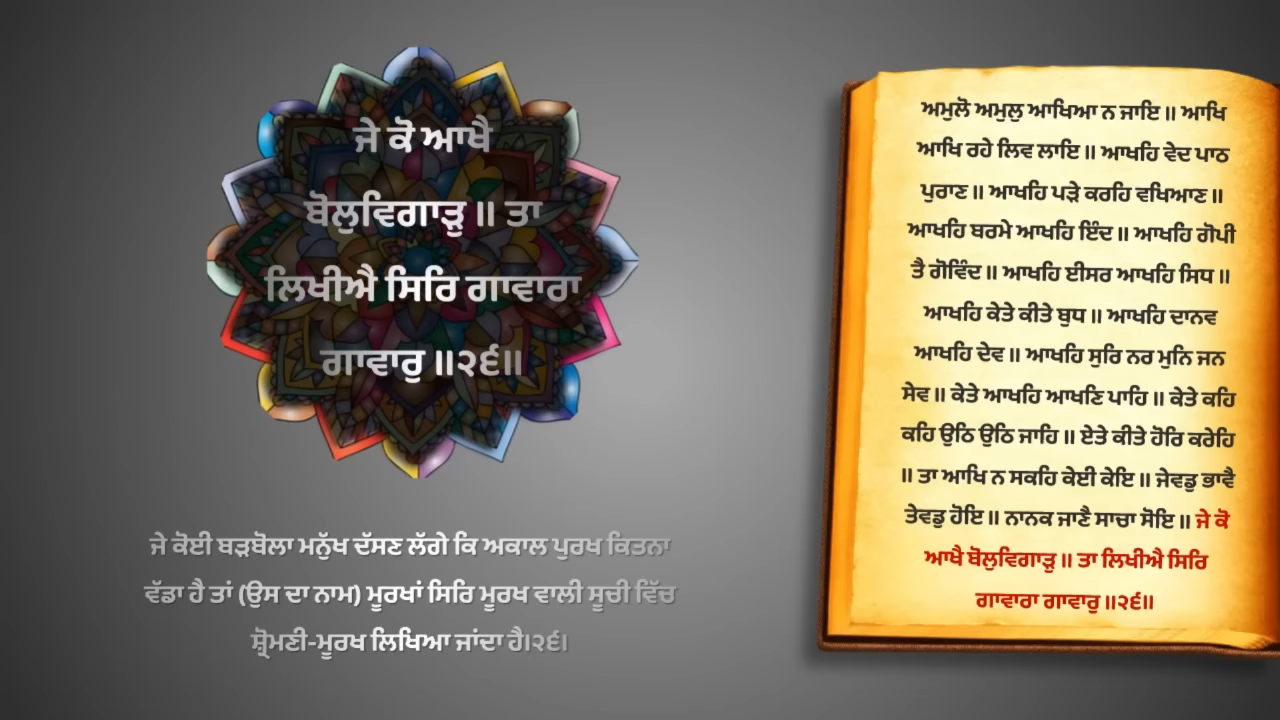 ਜੇ ਕੋ ਆਖੈ
ਬੋਲੁਵਿਗਾੜੁ ॥ ਤਾ
ਲਿਖੀਐ ਸਿਰਿ ਗਾਵਾਰਾ
ਗਾਵਾਰੁ ॥੨੬॥
ਜੇ ਕੋਈ ਬੜਬੋਲਾ ਮਨੁੱਖ ਦੱਸਣ ਲੱਗੇ ਕਿ ਅਕਾਲ ਪੁਰਖ ਕਿਤਨਾ
ਵੱਡਾ ਹੈ ਤਾਂ (ਉਸ ਦਾ ਨਾਮ) ਮੂਰਖਾਂ ਸਿਰਿ ਮੂਰਖ ਵਾਲੀ ਸੂਚੀ ਵਿੱਚ
ਸ਼੍ਰੋਮਣੀ-ਮੂਰਖ ਲਿਖਿਆ ਜਾਂਦਾ ਹੈ।੨੬।
ਅਮੁਲੋ ਅਮੁਲੁ ਆਖਿਆ ਨ ਜਾਇ ॥ ਆਖਿ
ਆਖਿ ਰਹੇ ਲਿਵ ਲਾਇ ॥ ਆਖਹਿ ਵੇਦ ਪਾਠ
ਪੁਰਾਣ ॥ ਆਖਹਿ ਪੜੇ ਕਰਹਿ ਵਖਿਆਣ ॥
ਆਖਹਿ ਬਰਮੇ ਆਖਹਿ ਇੰਦ ॥ ਆਖਹਿ ਗੋਪੀ
ਤੈ ਗੋਵਿੰਦ ॥ ਆਖਹਿ ਈਸਰ ਆਖਹਿ ਸਿਧ ॥
ਆਖਹਿ ਕੇਤੇ ਕੀਤੇ ਬੁਧ ॥ ਆਖਹਿ ਦਾਨਵ
ਆਖਹਿ ਦੇਵ ॥ ਆਖਹਿ ਸੁਰਿ ਨਰ ਮੁਨਿ ਜਨ
ਸੇਵ ॥ ਕੇਤੇ ਆਖਹਿ ਆਖਣਿ ਪਾਹਿ ॥ ਕੇਤੇ ਕਹਿ
ਕਹਿ ਉਠਿ ਉਠਿ ਜਾਹਿ ॥ ਏਤੇ ਕੀਤੇ ਹੋਰਿ ਕਰੇਹਿ
॥ ਤਾ ਆਖਿ ਨ ਸਕਹਿ ਕੇਈ ਕੇਇ ॥ ਜੇਵਡੁ ਭਾਵੈ
ਤੇਵਡੁ ਹੋਇ ॥ ਨਾਨਕ ਜਾਣੈ ਸਾਚਾ ਸੋਇ ॥ ਜੇ ਕੋ
ਆਖੈ ਬੋਲੁਵਿਗਾੜੁ ॥ ਤਾ ਲਿਖੀਐ ਸਿਰਿ
ਗਾਵਾਰਾ ਗਾਵਾਰੁ ॥੨੬॥